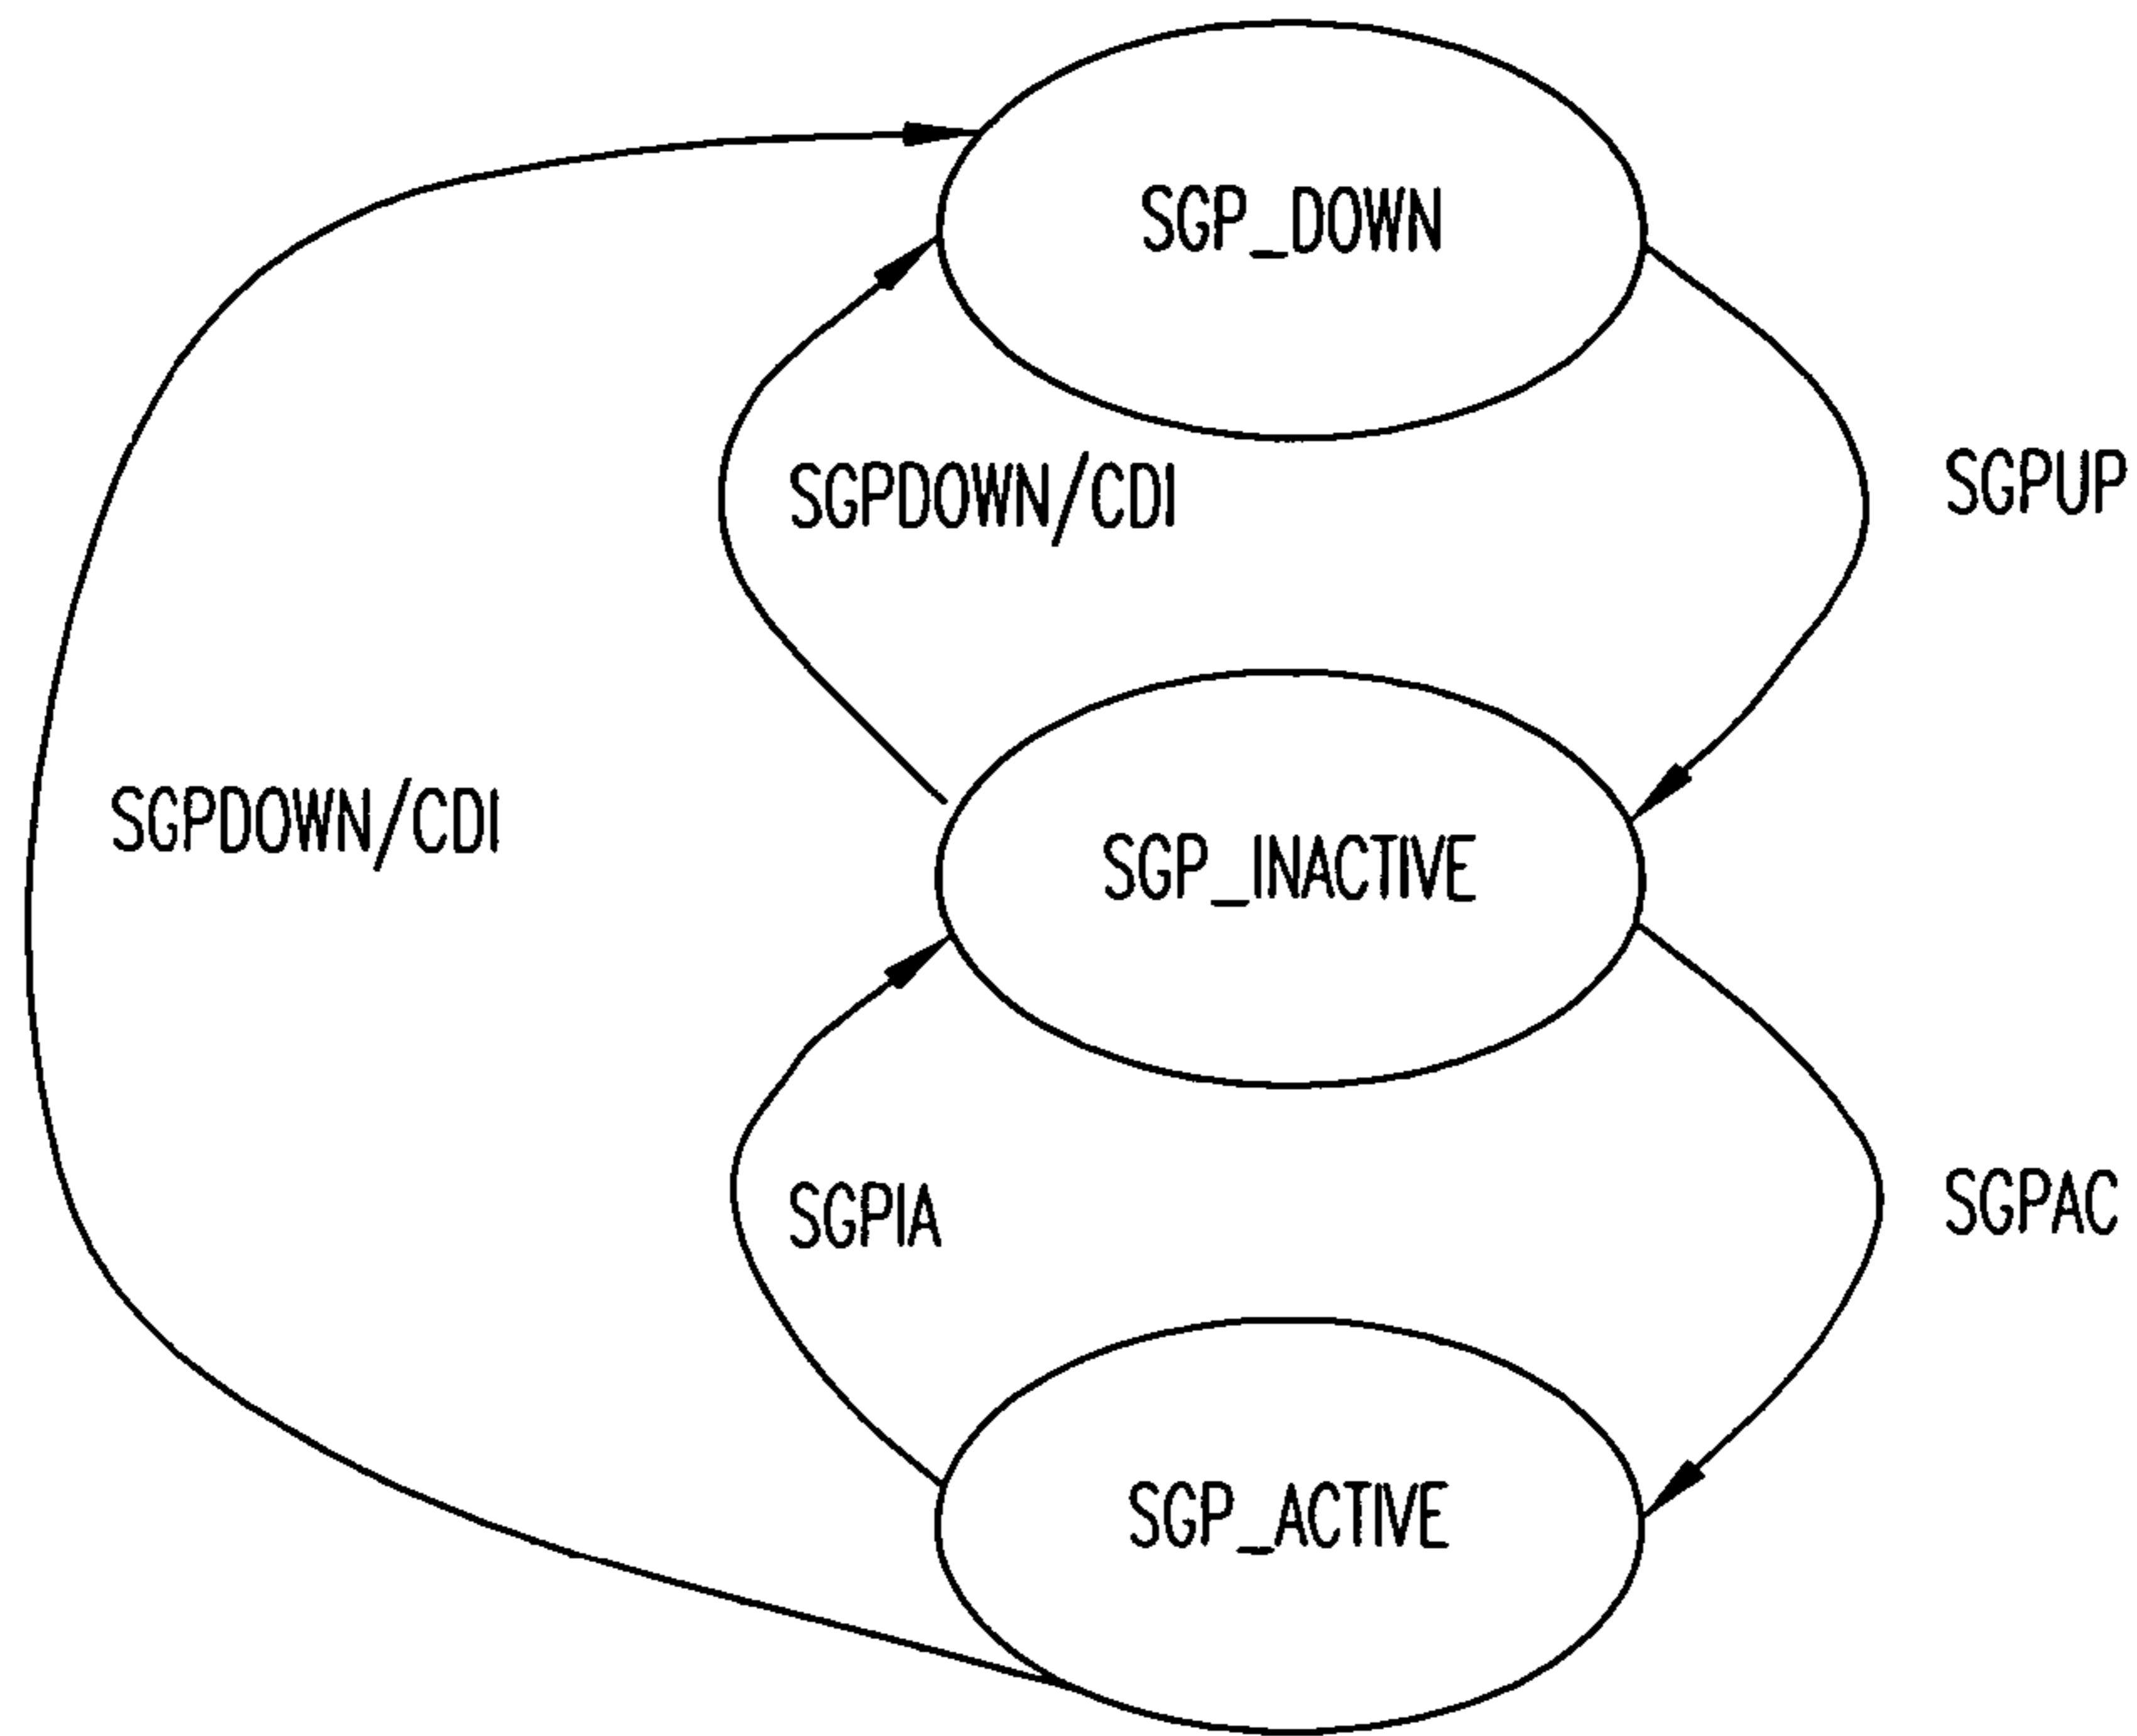 SGP_DOWN
SGPDOWN/CDI
SGPUP
SGPDOWN/CDI
SGP_INACTIVE
SGPIA
SGPAC
SGP_ACTIVE